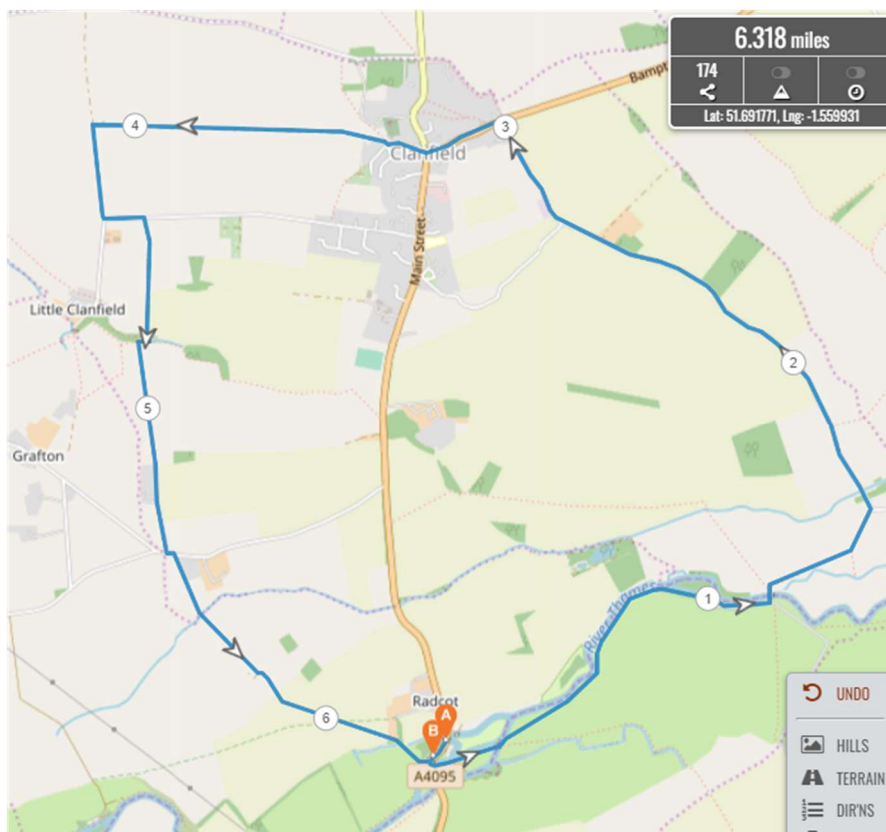 6.318 miles
174
Lat: 51.691771, Lng: -1.559931
Bampt
3
4
Clanfield
Main Street
Little Clanfield
2
5
Grafton
River Thames
1
6
Radcot
A
B
A4095
UNDO
HILLS
TERRAIN
DIR'NS